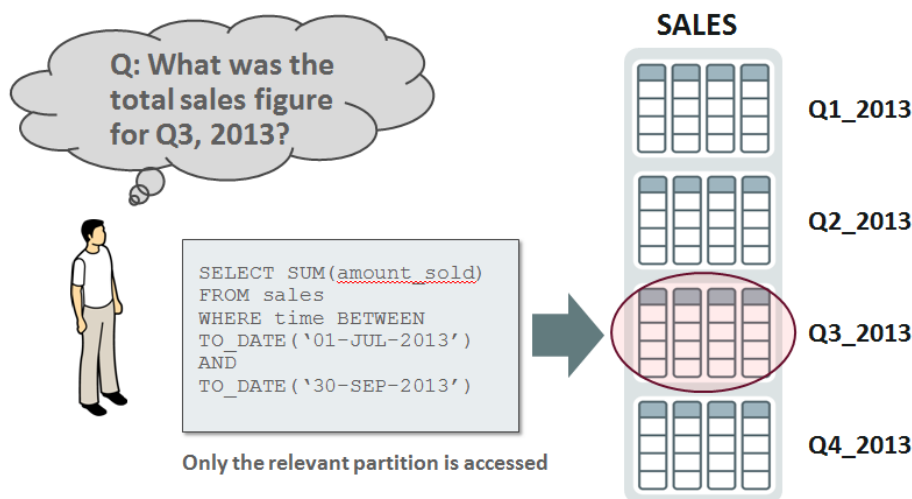 SALES
Q: What was the
total sales figure
for Q3, 2013?
Q1_2013
Q2_2013
SELECT SUM(amount_sold)
FROM sales
WHERE time BETWEEN
TO_DATE(‘01-JUL-2013’)
AND
TO_DATE(‘30-SEP-2013’)
Q3_2013
Q4_2013
Only the relevant partition is accessed